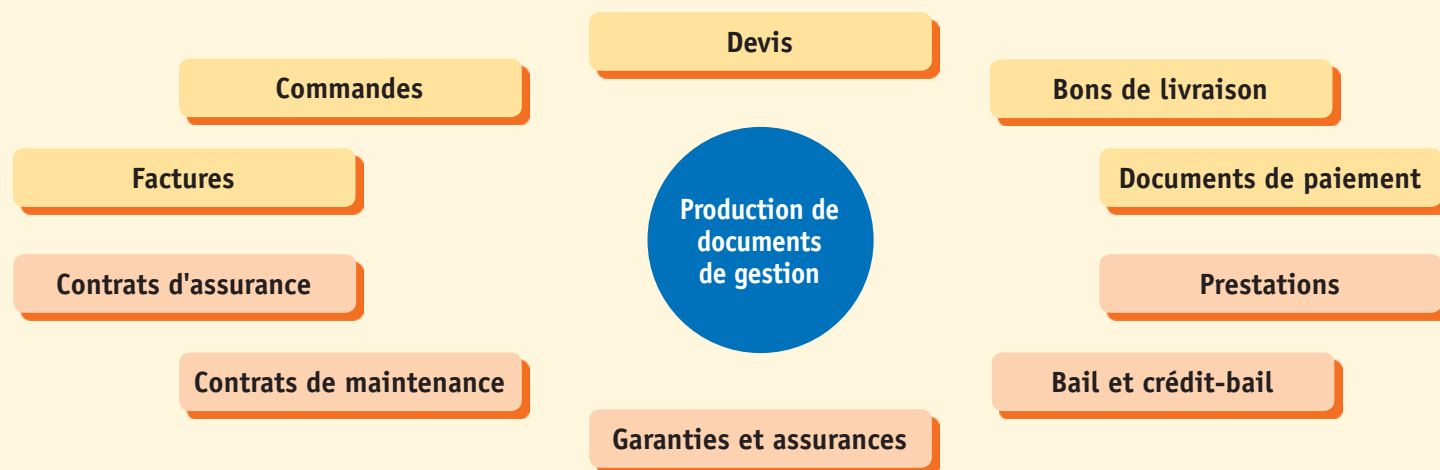 Devis
Commandes
Bons de livraison
Factures
Documents de paiement
Production de
documents
de gestion
Contrats d'assurance
Prestations
Contrats de maintenance
Bail et crédit-bail
Garanties et assurances